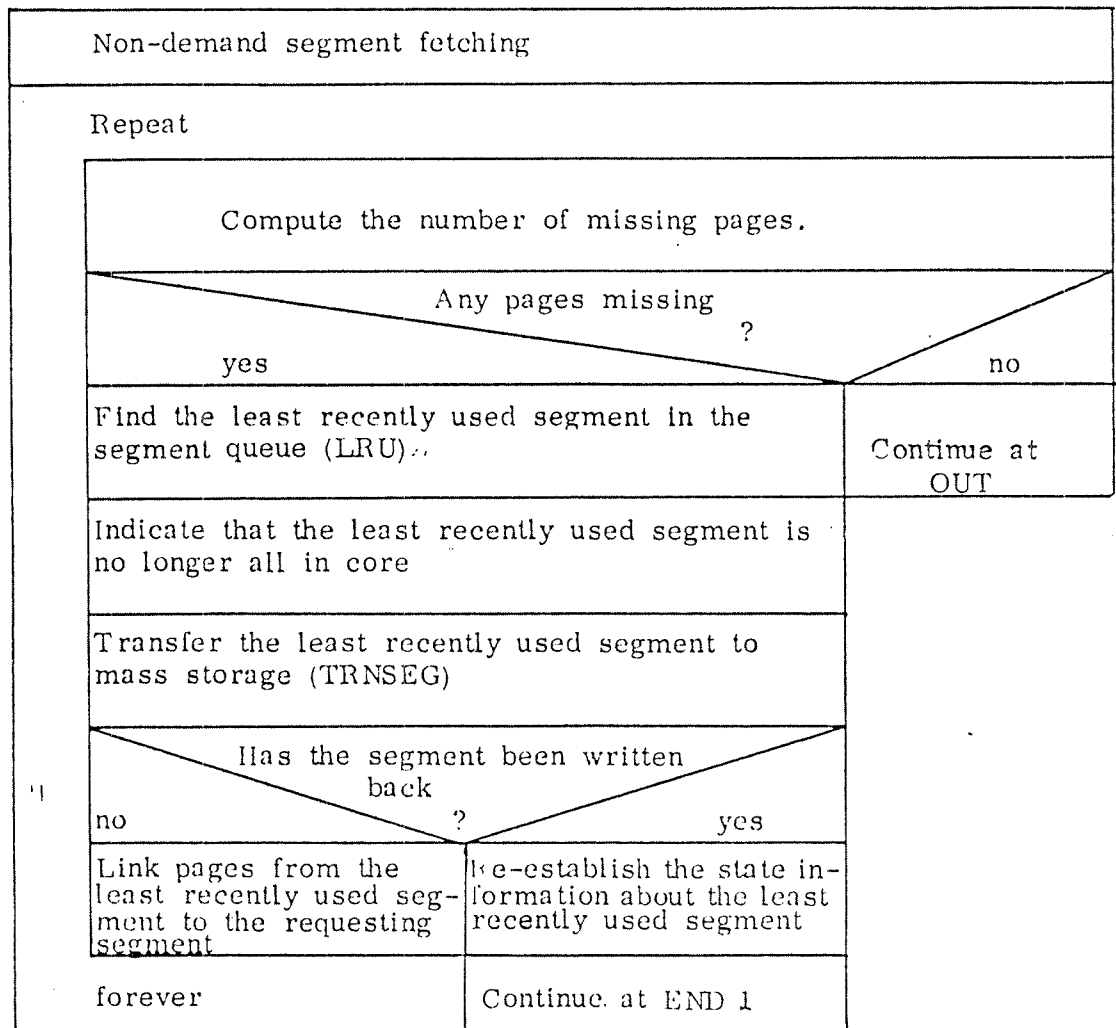 Non-demand segment fetching
Repeat
Compute the number of missing pages.
Any pages missing
?
yes
no
Find the least recently used segment in the
segment queue (LRU)
Continue at
OUT
Indicate that the least recently used segment is
no longer all in core
Transfer the least recently used segment to
mass storage (TRNSEG)
Has the segment been written
back
?
no
yes
Link pages from the
least recently used seg-
ment to the requesting
segment
Re-establish the state in-
formation about the least
recently used segment
forever
Continue at END 1